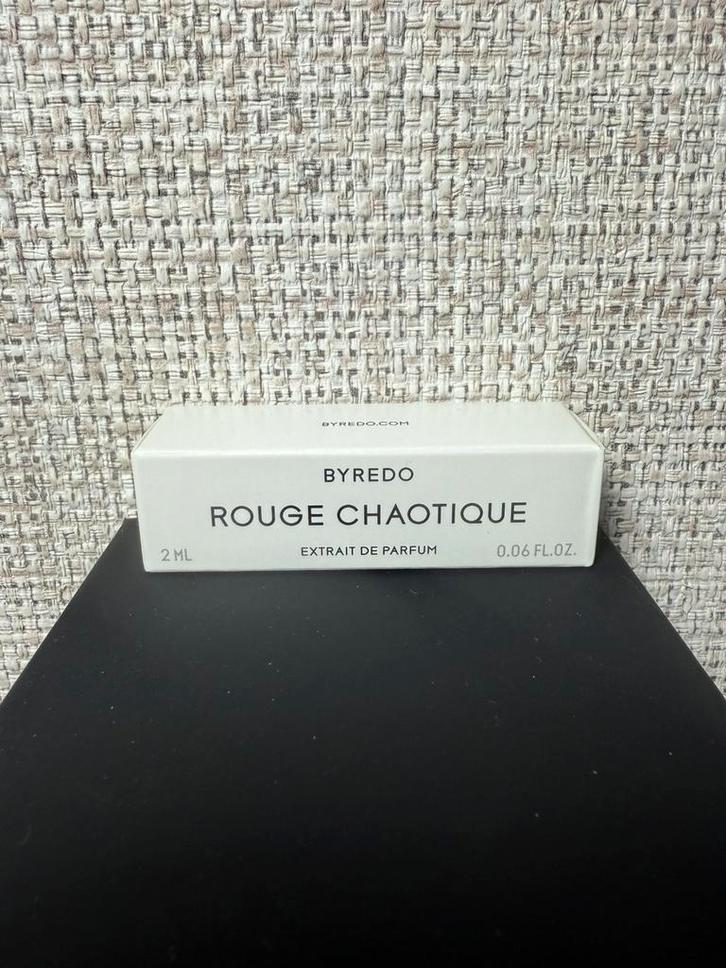 BYREDO.COM
BYREDO
ROUGE CHAOTIQUE
2 ML EXTRAIT DE PARFUM 0.06 FL.OZ.